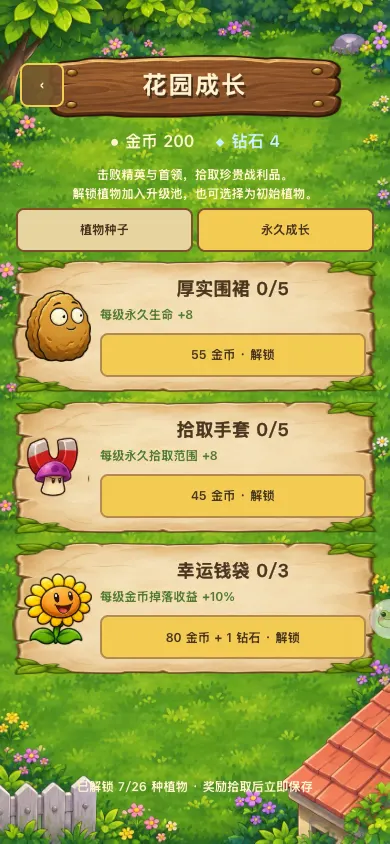 ‹
花园成长
● 金币 200 ◆ 钻石 4
击败精英与首领，拾取珍贵战利品。
解锁植物加入升级池，也可选择为初始植物。
植物种子
永久成长
厚实围裙 0/5
每级永久生命 +8
55 金币 · 解锁
拾取手套 0/5
每级永久拾取范围 +8
45 金币 · 解锁
幸运钱袋 0/3
每级金币掉落收益 +10%
80 金币 + 1 钻石 · 解锁
已解锁 7/26 种植物 · 奖励拾取后立即保存